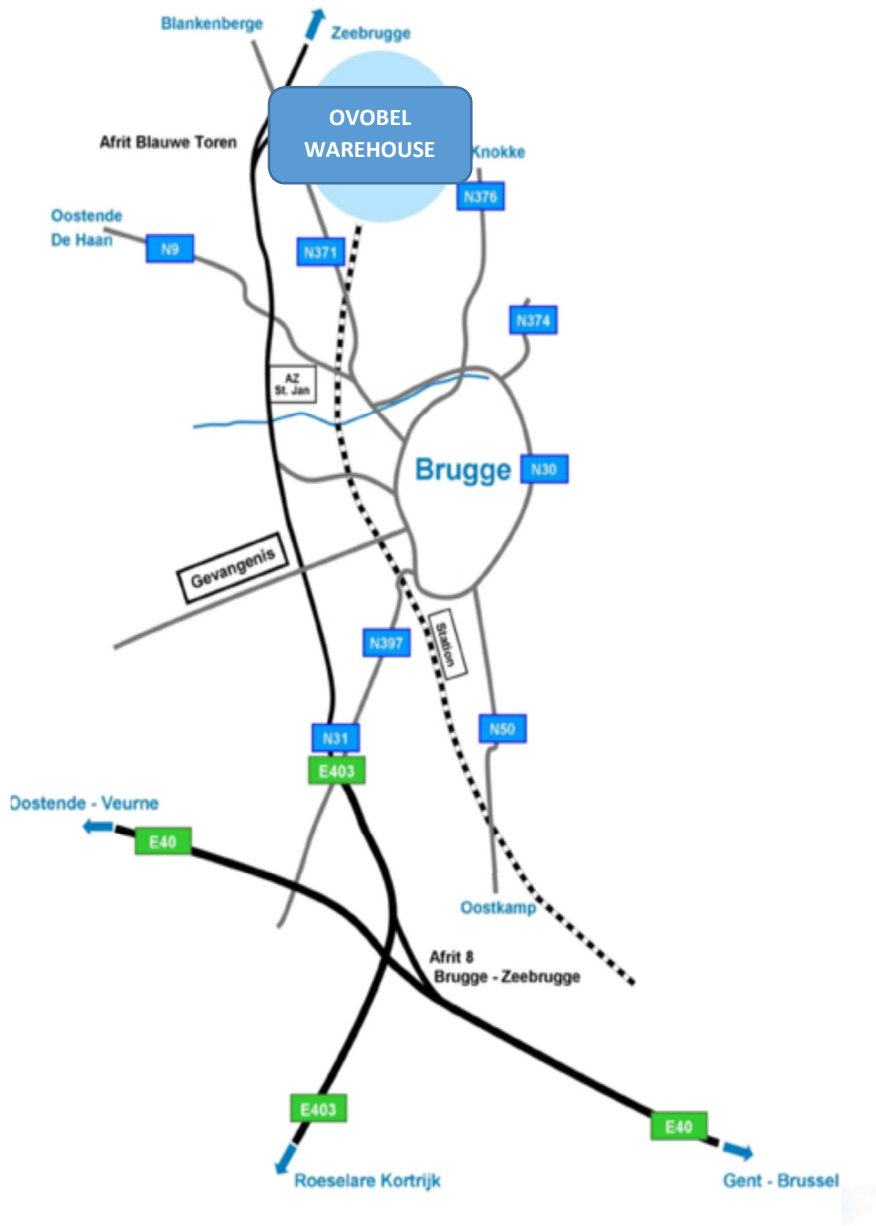 Blankenberge
Zeebrugge
OVOBEL
WAREHOUSE
Afrit Blauwe Toren
Knokke
N376
Oostende
De Haan
N9
N371
N374
AZ
St. Jan
Brugge
N30
Gevangenis
Station
N397
N31
N50
E403
Oostende - Veurne
E40
Oostkamp
Afrit 8
Brugge - Zeebrugge
E403
E40
Roeselare Kortrijk
Gent - Brussel